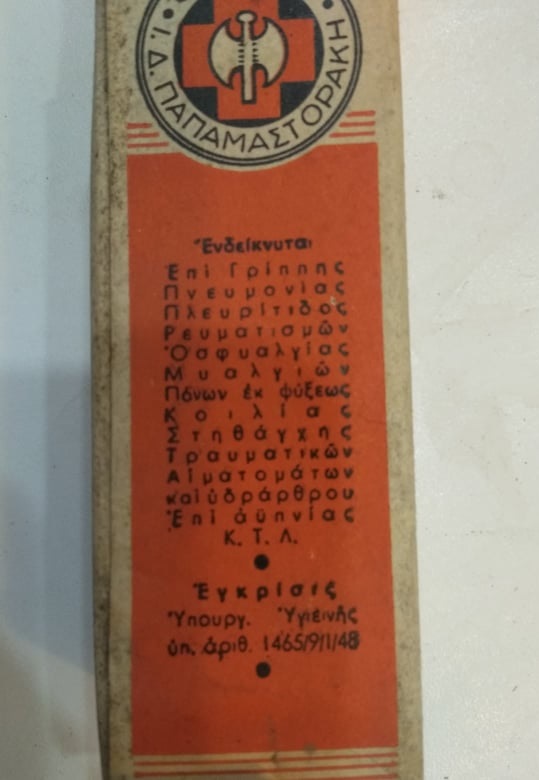 • Ι. Δ. ΠΑΠΑΜΑΣΤΟΡΑΚΗ •
Ἐνδείκνυται
Ἐπὶ Γρίππης
Πνευμονίας
Πλευρίτιδος
Ρευματισμῶν
Ὀσφυαλγίας
Μυαλγιῶν
Πόνων ἐκ ψύξεως
Κοιλίας
Στηθάγχης
Τραυματικῶν
Αἱματομάτων
καὶ ὑδράρθρου
Ἐπὶ ἀϋπνίας
Κ. Τ. Λ.
Ἔγκρισις
Ὑπουργ. Ὑγιεινῆς
ὑπ. ἀριθ. 1465/9/1/48